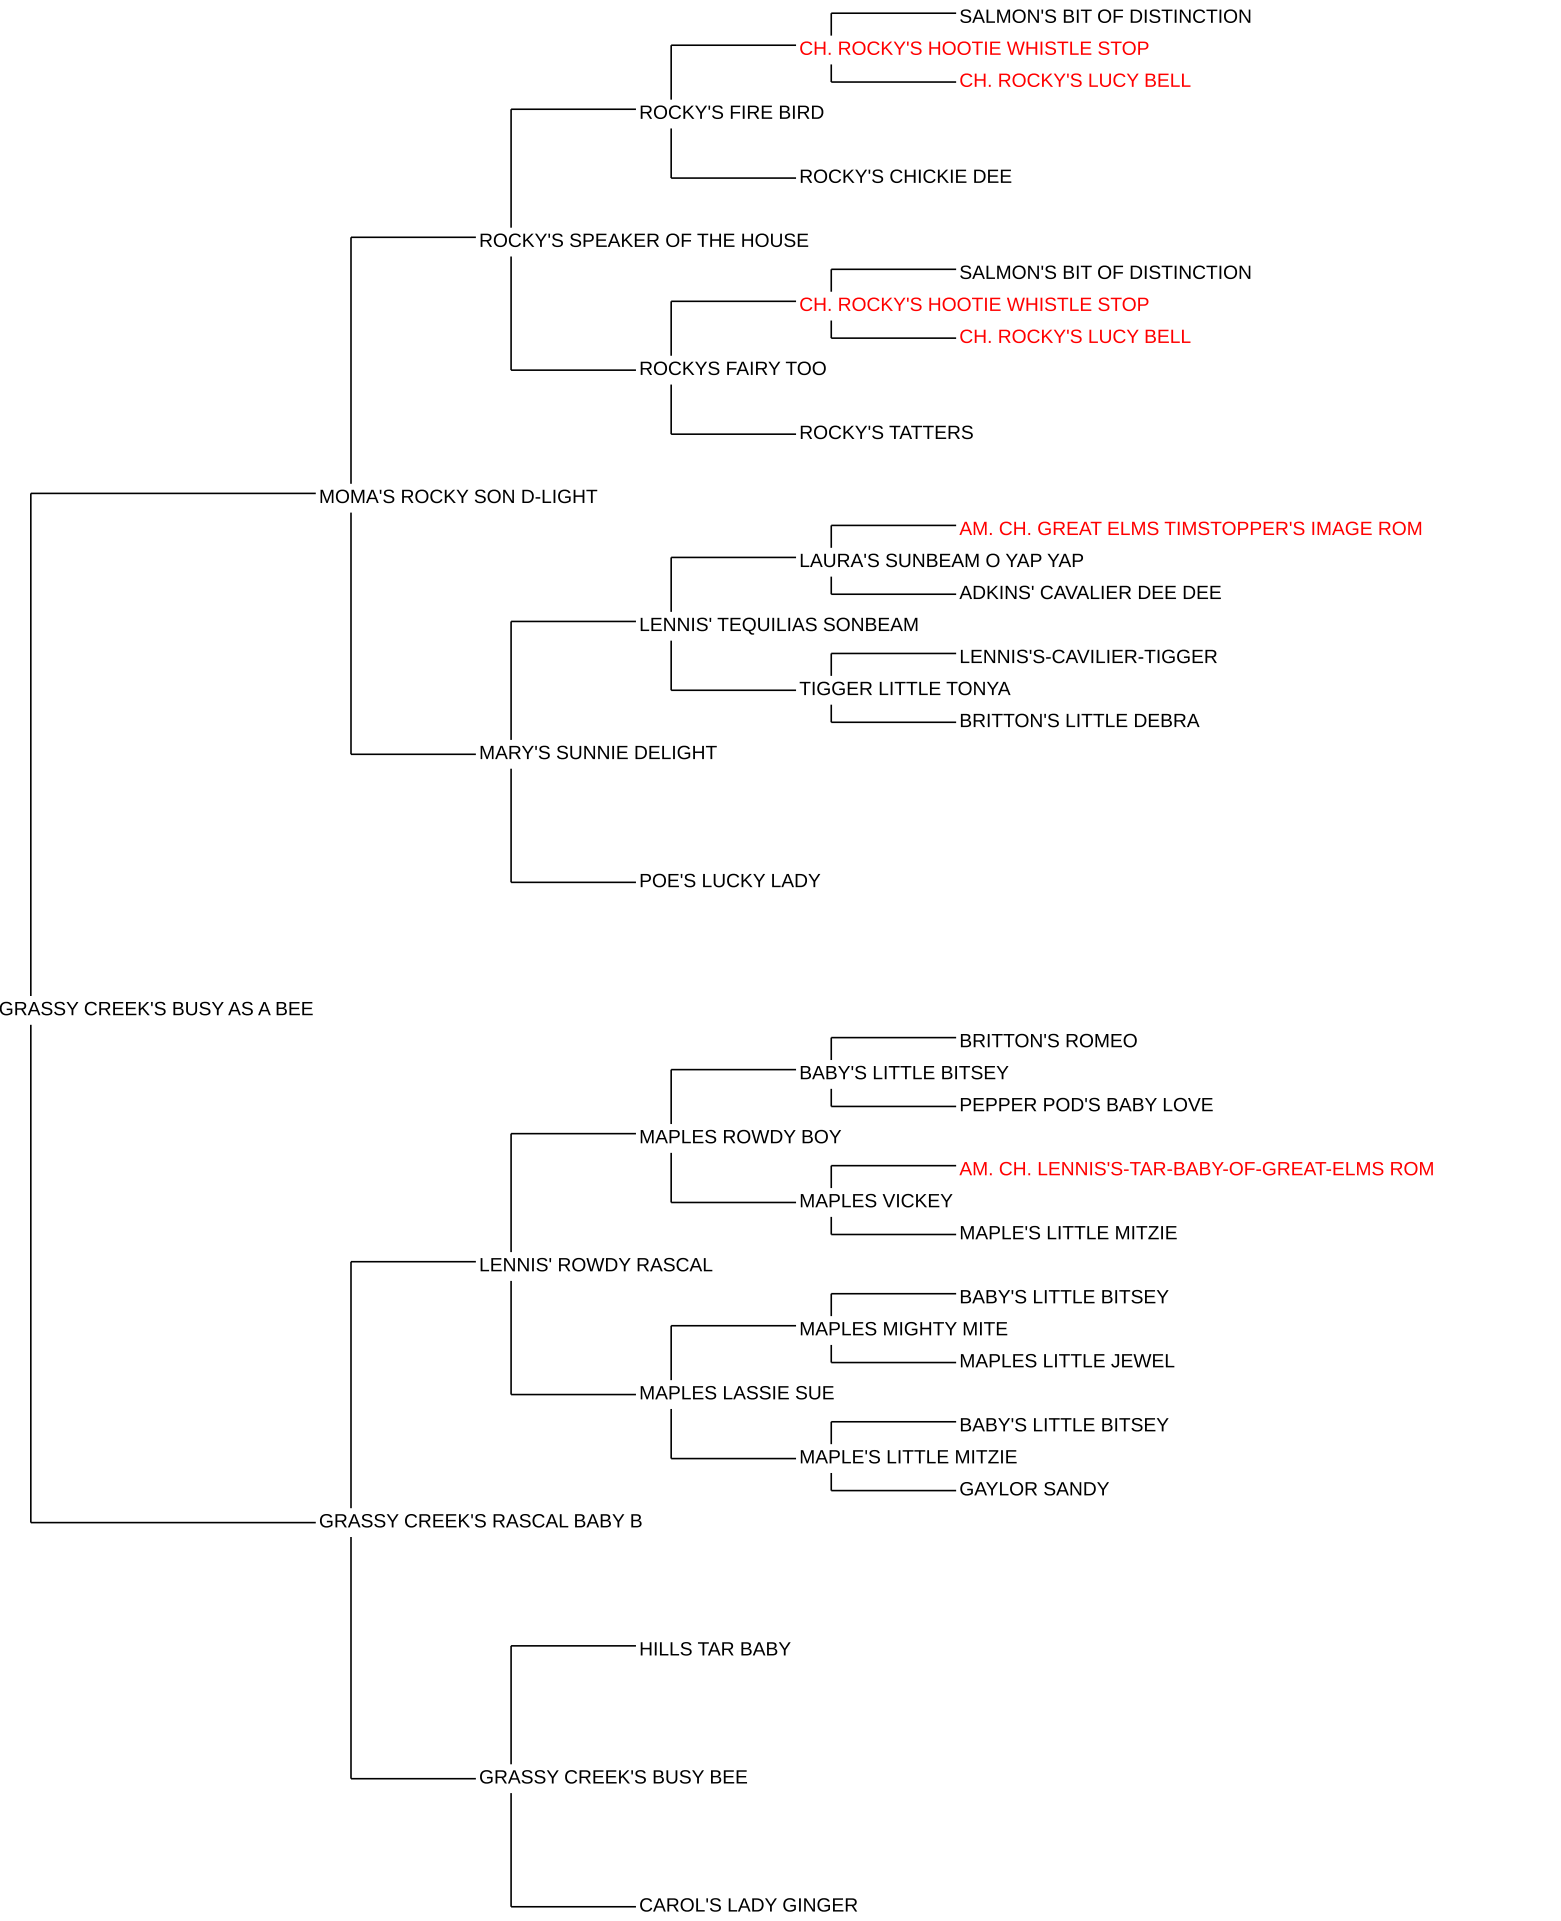 SALMON'S BIT OF DISTINCTION
CH. ROCKY'S HOOTIE WHISTLE STOP
CH. ROCKY'S LUCY BELL
ROCKY'S FIRE BIRD
ROCKY'S CHICKIE DEE
ROCKY'S SPEAKER OF THE HOUSE
SALMON'S BIT OF DISTINCTION
CH. ROCKY'S HOOTIE WHISTLE STOP
CH. ROCKY'S LUCY BELL
ROCKYS FAIRY TOO
ROCKY'S TATTERS
MOMA'S ROCKY SON D-LIGHT
AM. CH. GREAT ELMS TIMSTOPPER'S IMAGE ROM
LAURA'S SUNBEAM O YAP YAP
ADKINS' CAVALIER DEE DEE
LENNIS' TEQUILIAS SONBEAM
LENNIS'S-CAVILIER-TIGGER
TIGGER LITTLE TONYA
BRITTON'S LITTLE DEBRA
MARY'S SUNNIE DELIGHT
POE'S LUCKY LADY
GRASSY CREEK'S BUSY AS A BEE
BRITTON'S ROMEO
BABY'S LITTLE BITSEY
PEPPER POD'S BABY LOVE
MAPLES ROWDY BOY
AM. CH. LENNIS'S-TAR-BABY-OF-GREAT-ELMS ROM
MAPLES VICKEY
MAPLE'S LITTLE MITZIE
LENNIS' ROWDY RASCAL
BABY'S LITTLE BITSEY
MAPLES MIGHTY MITE
MAPLES LITTLE JEWEL
MAPLES LASSIE SUE
BABY'S LITTLE BITSEY
MAPLE'S LITTLE MITZIE
GAYLOR SANDY
GRASSY CREEK'S RASCAL BABY B
HILLS TAR BABY
GRASSY CREEK'S BUSY BEE
CAROL'S LADY GINGER